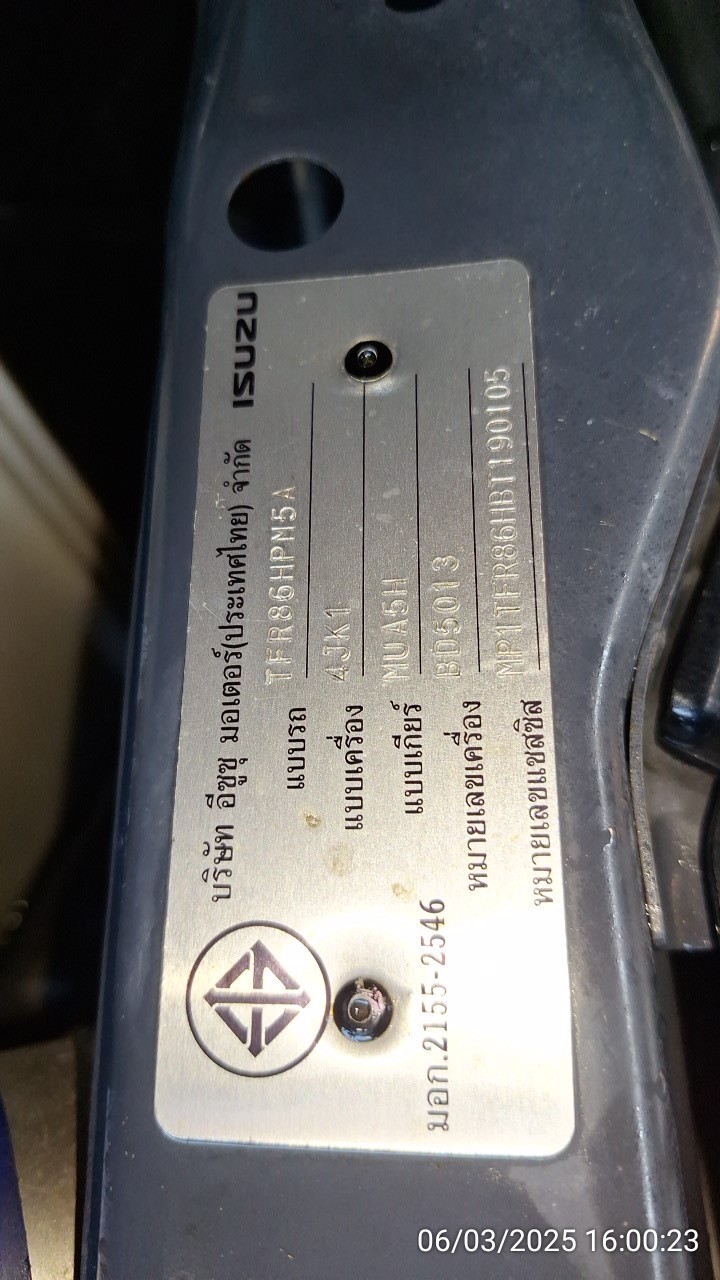 บริษัท อีซูซุ มอเตอร์(ประเทศไทย) จำกัด ISUZU
แบบรถ TFR86HPM5A
แบบเครื่อง 4JK1
แบบเกียร์ MUA5H
หมายเลขเครื่อง BD5013
หมายเลขแชสซิส MP1TFR86HBT190105
มอก.2155-2546
06/03/2025 16:00:23